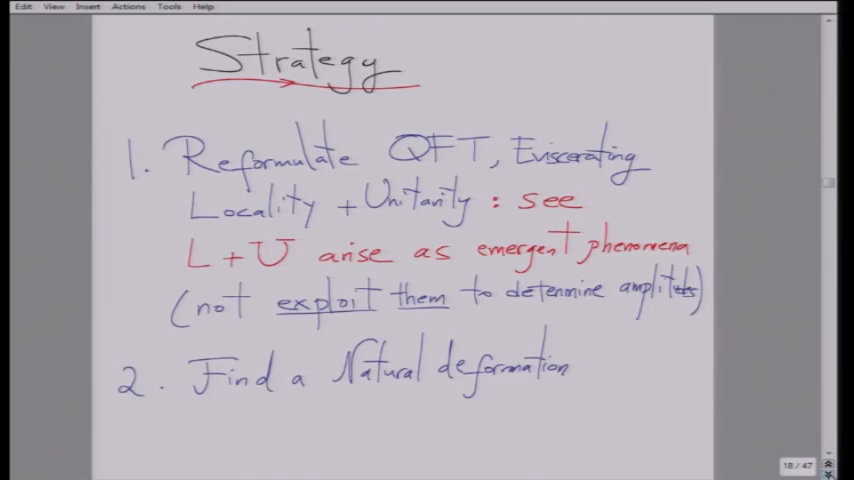 Edit View Insert Actions Tools Help
Strategy
1. Reformulate QFT, Eviscerating
Locality + Unitarity : see
L + U arise as emergent phenomena
(not exploit them to determine amplitudes)
2. Find a Natural deformation
18 / 47